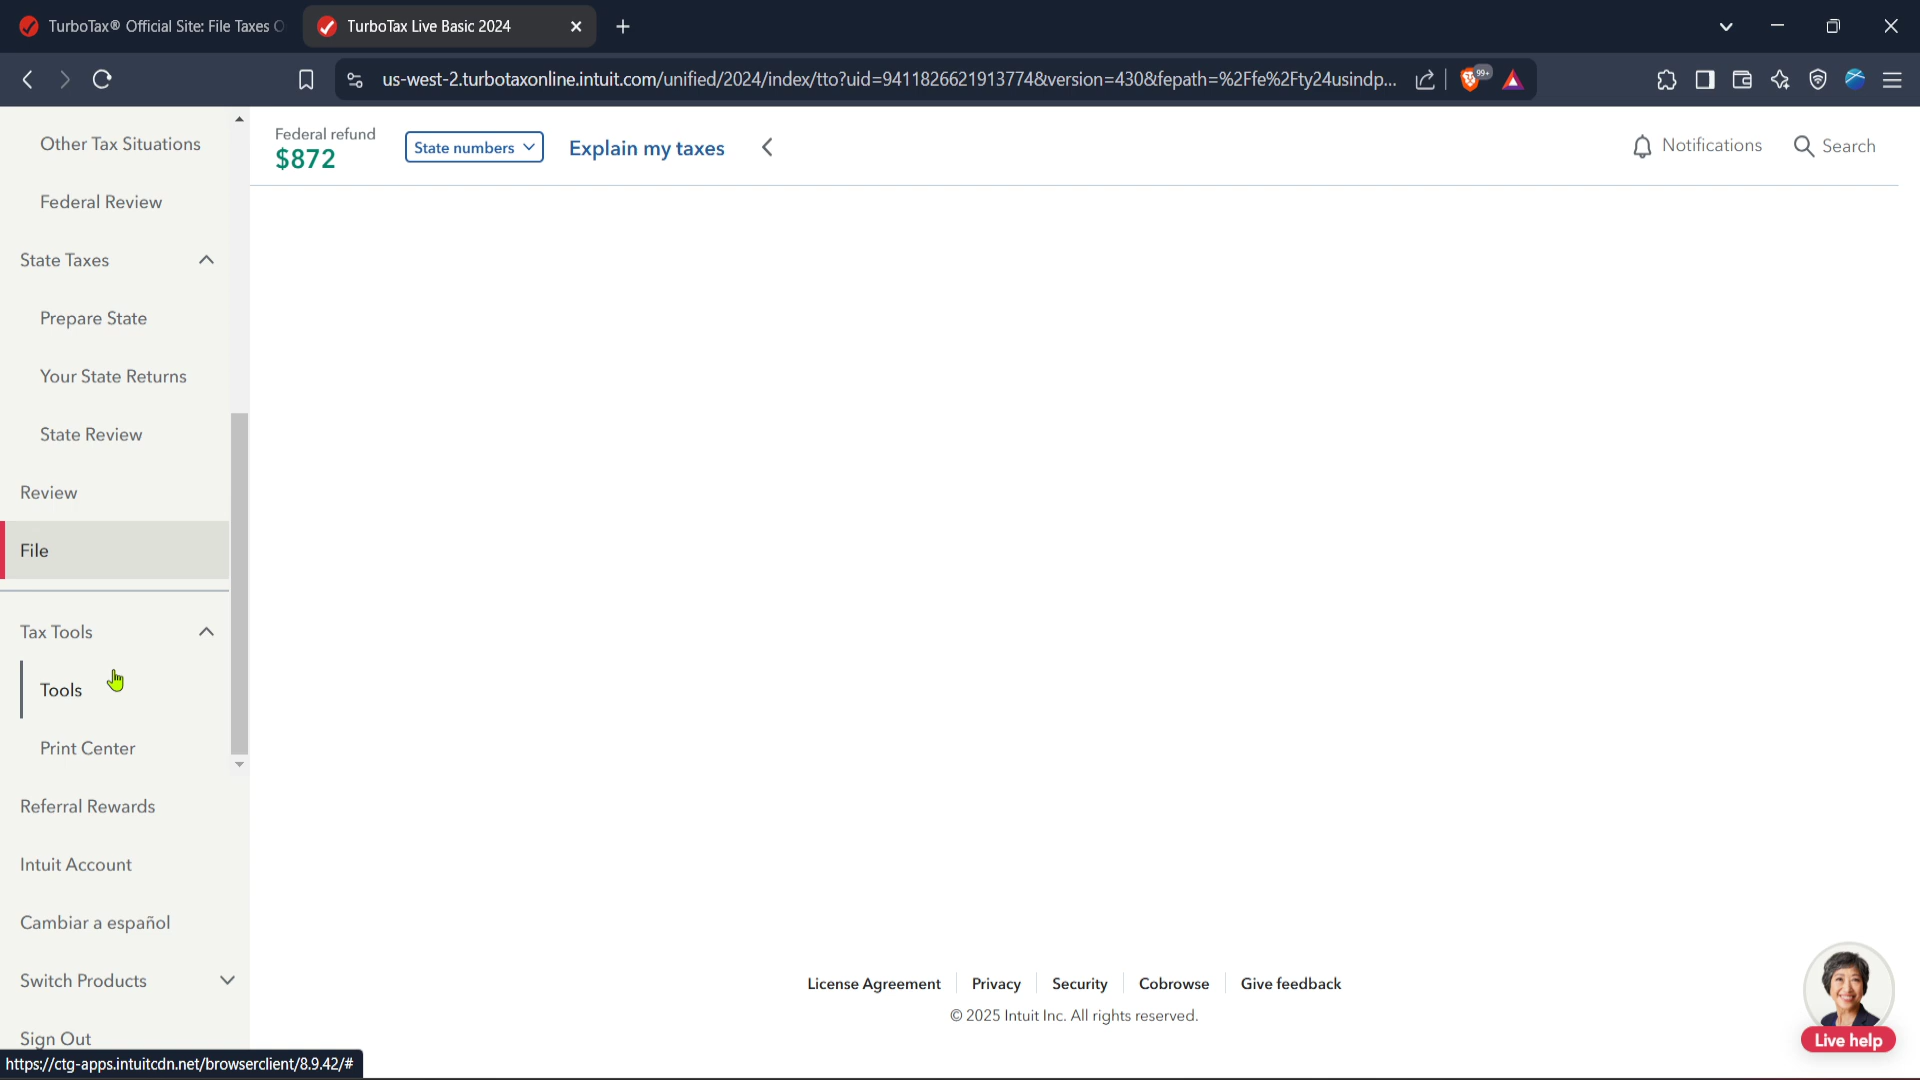 TurboTax® Official Site: File Taxes O
TurboTax Live Basic 2024
us-west-2.turbotaxonline.intuit.com/unified/2024/index/tto?uid=9411826621913774&version=430&fepath=%2Ffe%2Fty24usindp...
99+
Other Tax Situations
Federal Review
State Taxes
Prepare State
Your State Returns
State Review
Review
File
Tax Tools
Tools
Print Center
Referral Rewards
Intuit Account
Cambiar a español
Switch Products
Sign Out
https://ctg-apps.intuitcdn.net/browserclient/8.9.42/#
Federal refund
$872
State numbers
Explain my taxes
Notifications
Search
License Agreement
Privacy
Security
Cobrowse
Give feedback
© 2025 Intuit Inc. All rights reserved.
Live help